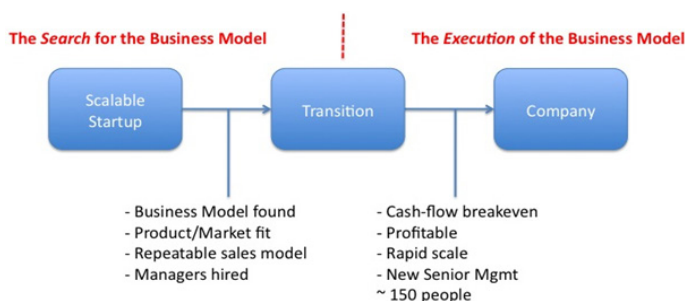 The Search for the Business Model
The Execution of the Business Model
Scalable
Startup
Transition
Company
- Business Model found
- Product/Market fit
- Repeatable sales model
- Managers hired
- Cash-flow breakeven
- Profitable
- Rapid scale
- New Senior Mgmt
~ 150 people